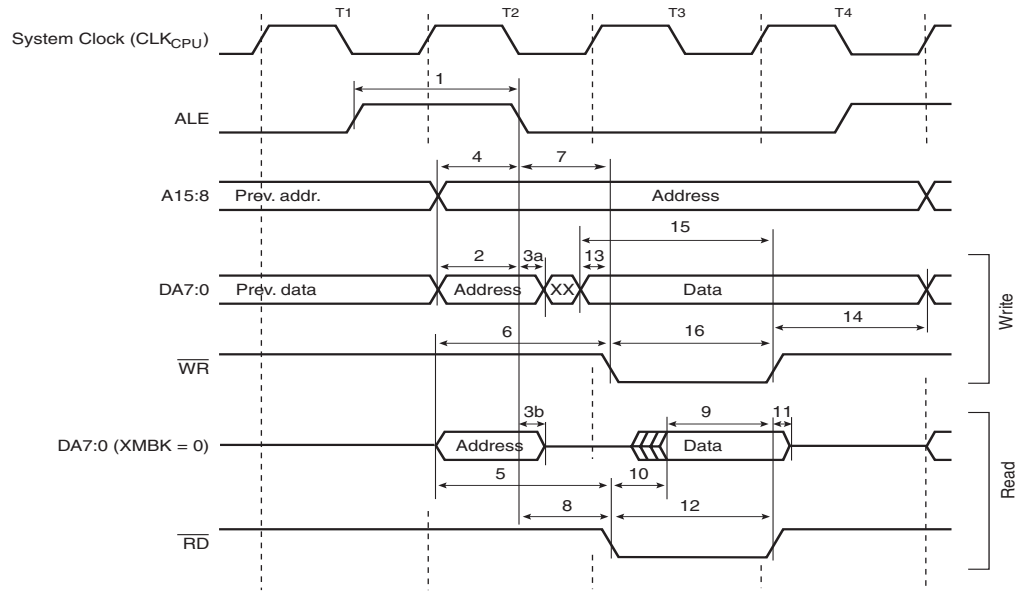 T1 T2 T3 T4
System Clock (CLKCPU)
1
ALE
4 7
A15:8 Prev. addr. Address
15
2 3a 13
DA7:0 Prev. data Address XX Data
14
6 16
WR
Write
3b 9 11
DA7:0 (XMBK = 0) Address Data
5 10
8 12
RD
Read